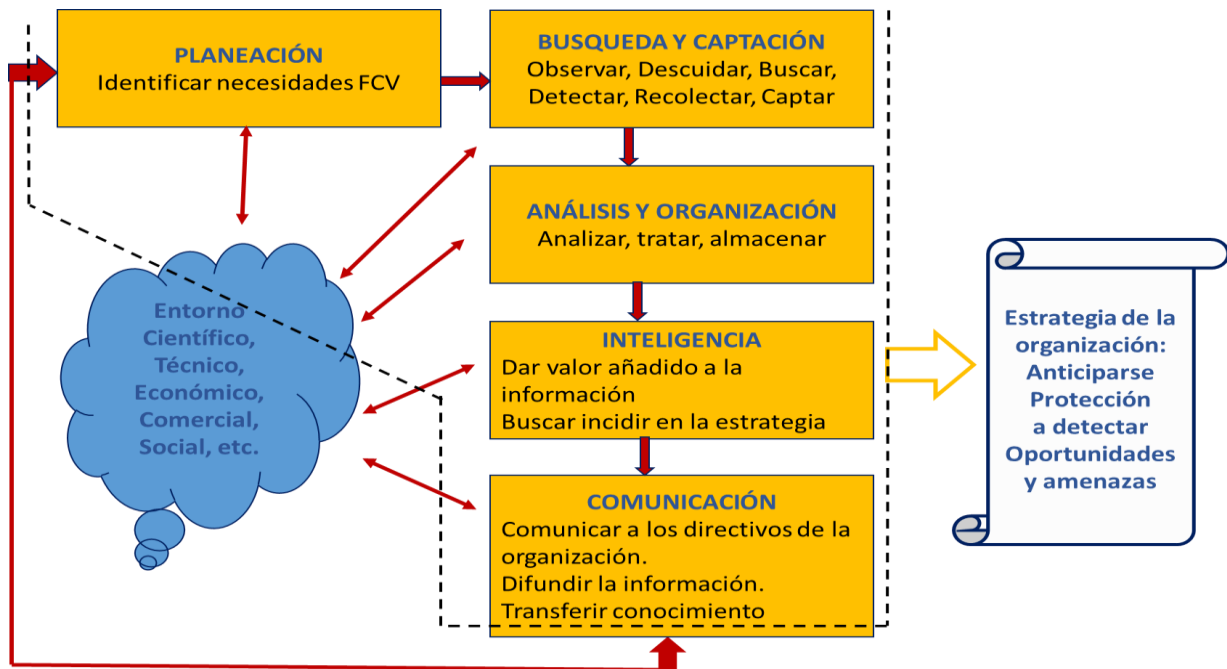 PLANEACIÓN
Identificar necesidades FCV
BUSQUEDA Y CAPTACIÓN
Observar, Descuidar, Buscar,
Detectar, Recolectar, Captar
ANÁLISIS Y ORGANIZACIÓN
Analizar, tratar, almacenar
INTELIGENCIA
Dar valor añadido a la
información
Buscar incidir en la estrategia
COMUNICACIÓN
Comunicar a los directivos de la
organización.
Difundir la información.
Transferir conocimiento
Entorno
Científico,
Técnico,
Económico,
Comercial,
Social, etc.
Estrategia de la
organización:
Anticiparse
Protección
a detectar
Oportunidades
y amenazas